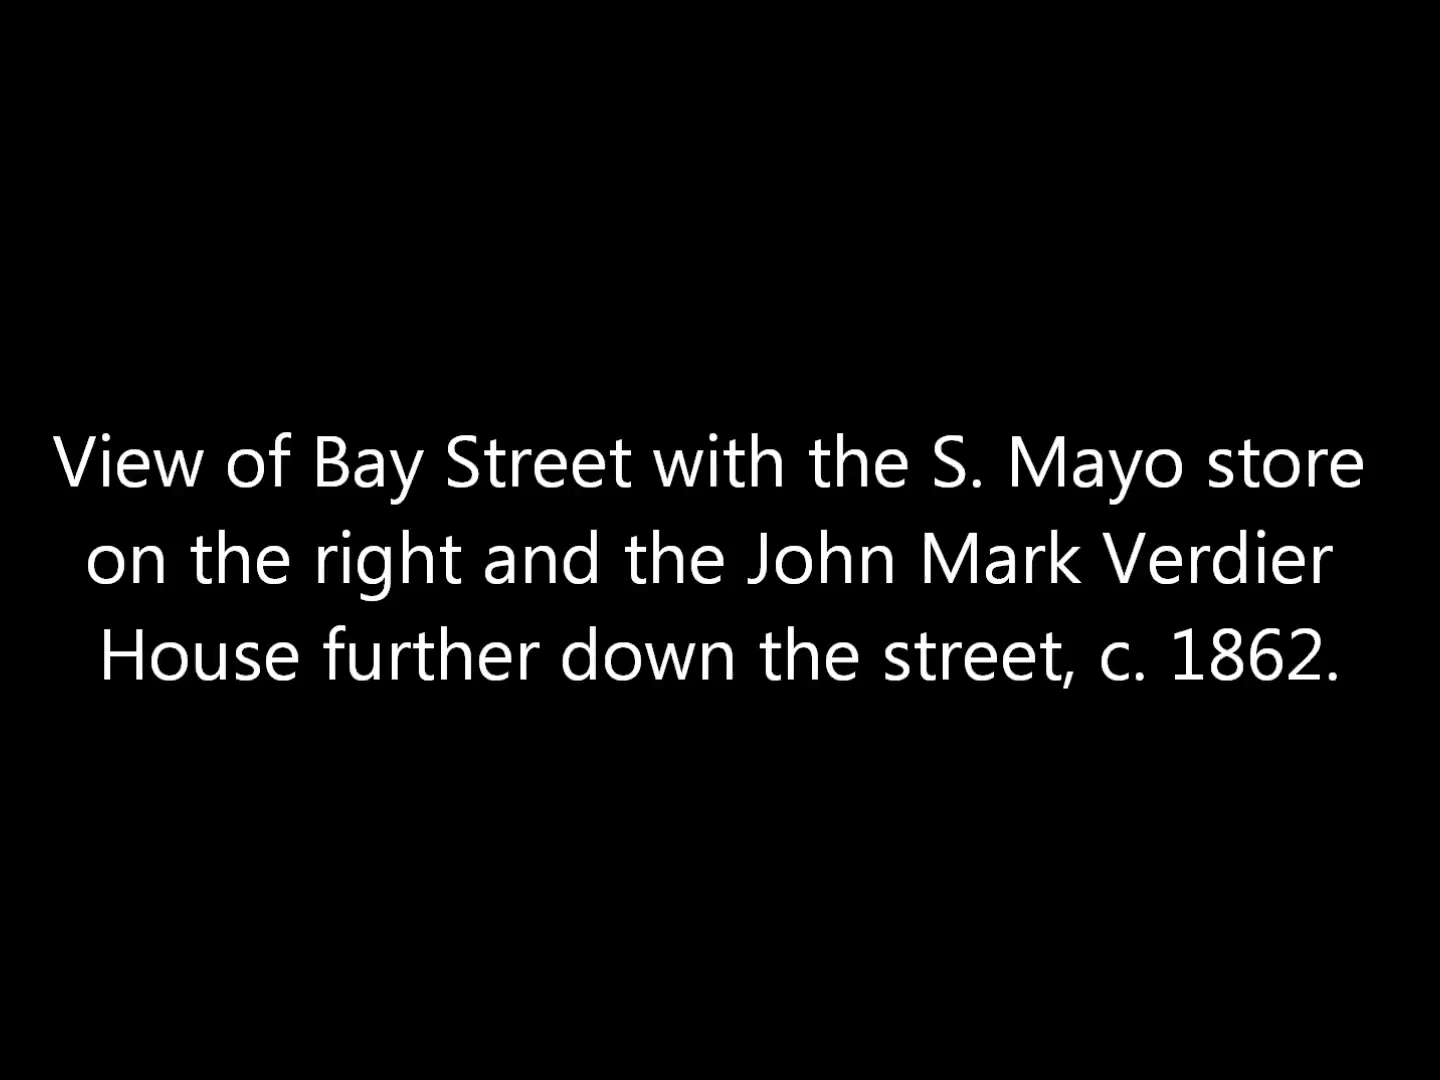 View of Bay Street with the S. Mayo store
on the right and the John Mark Verdier
House further down the street, c. 1862.